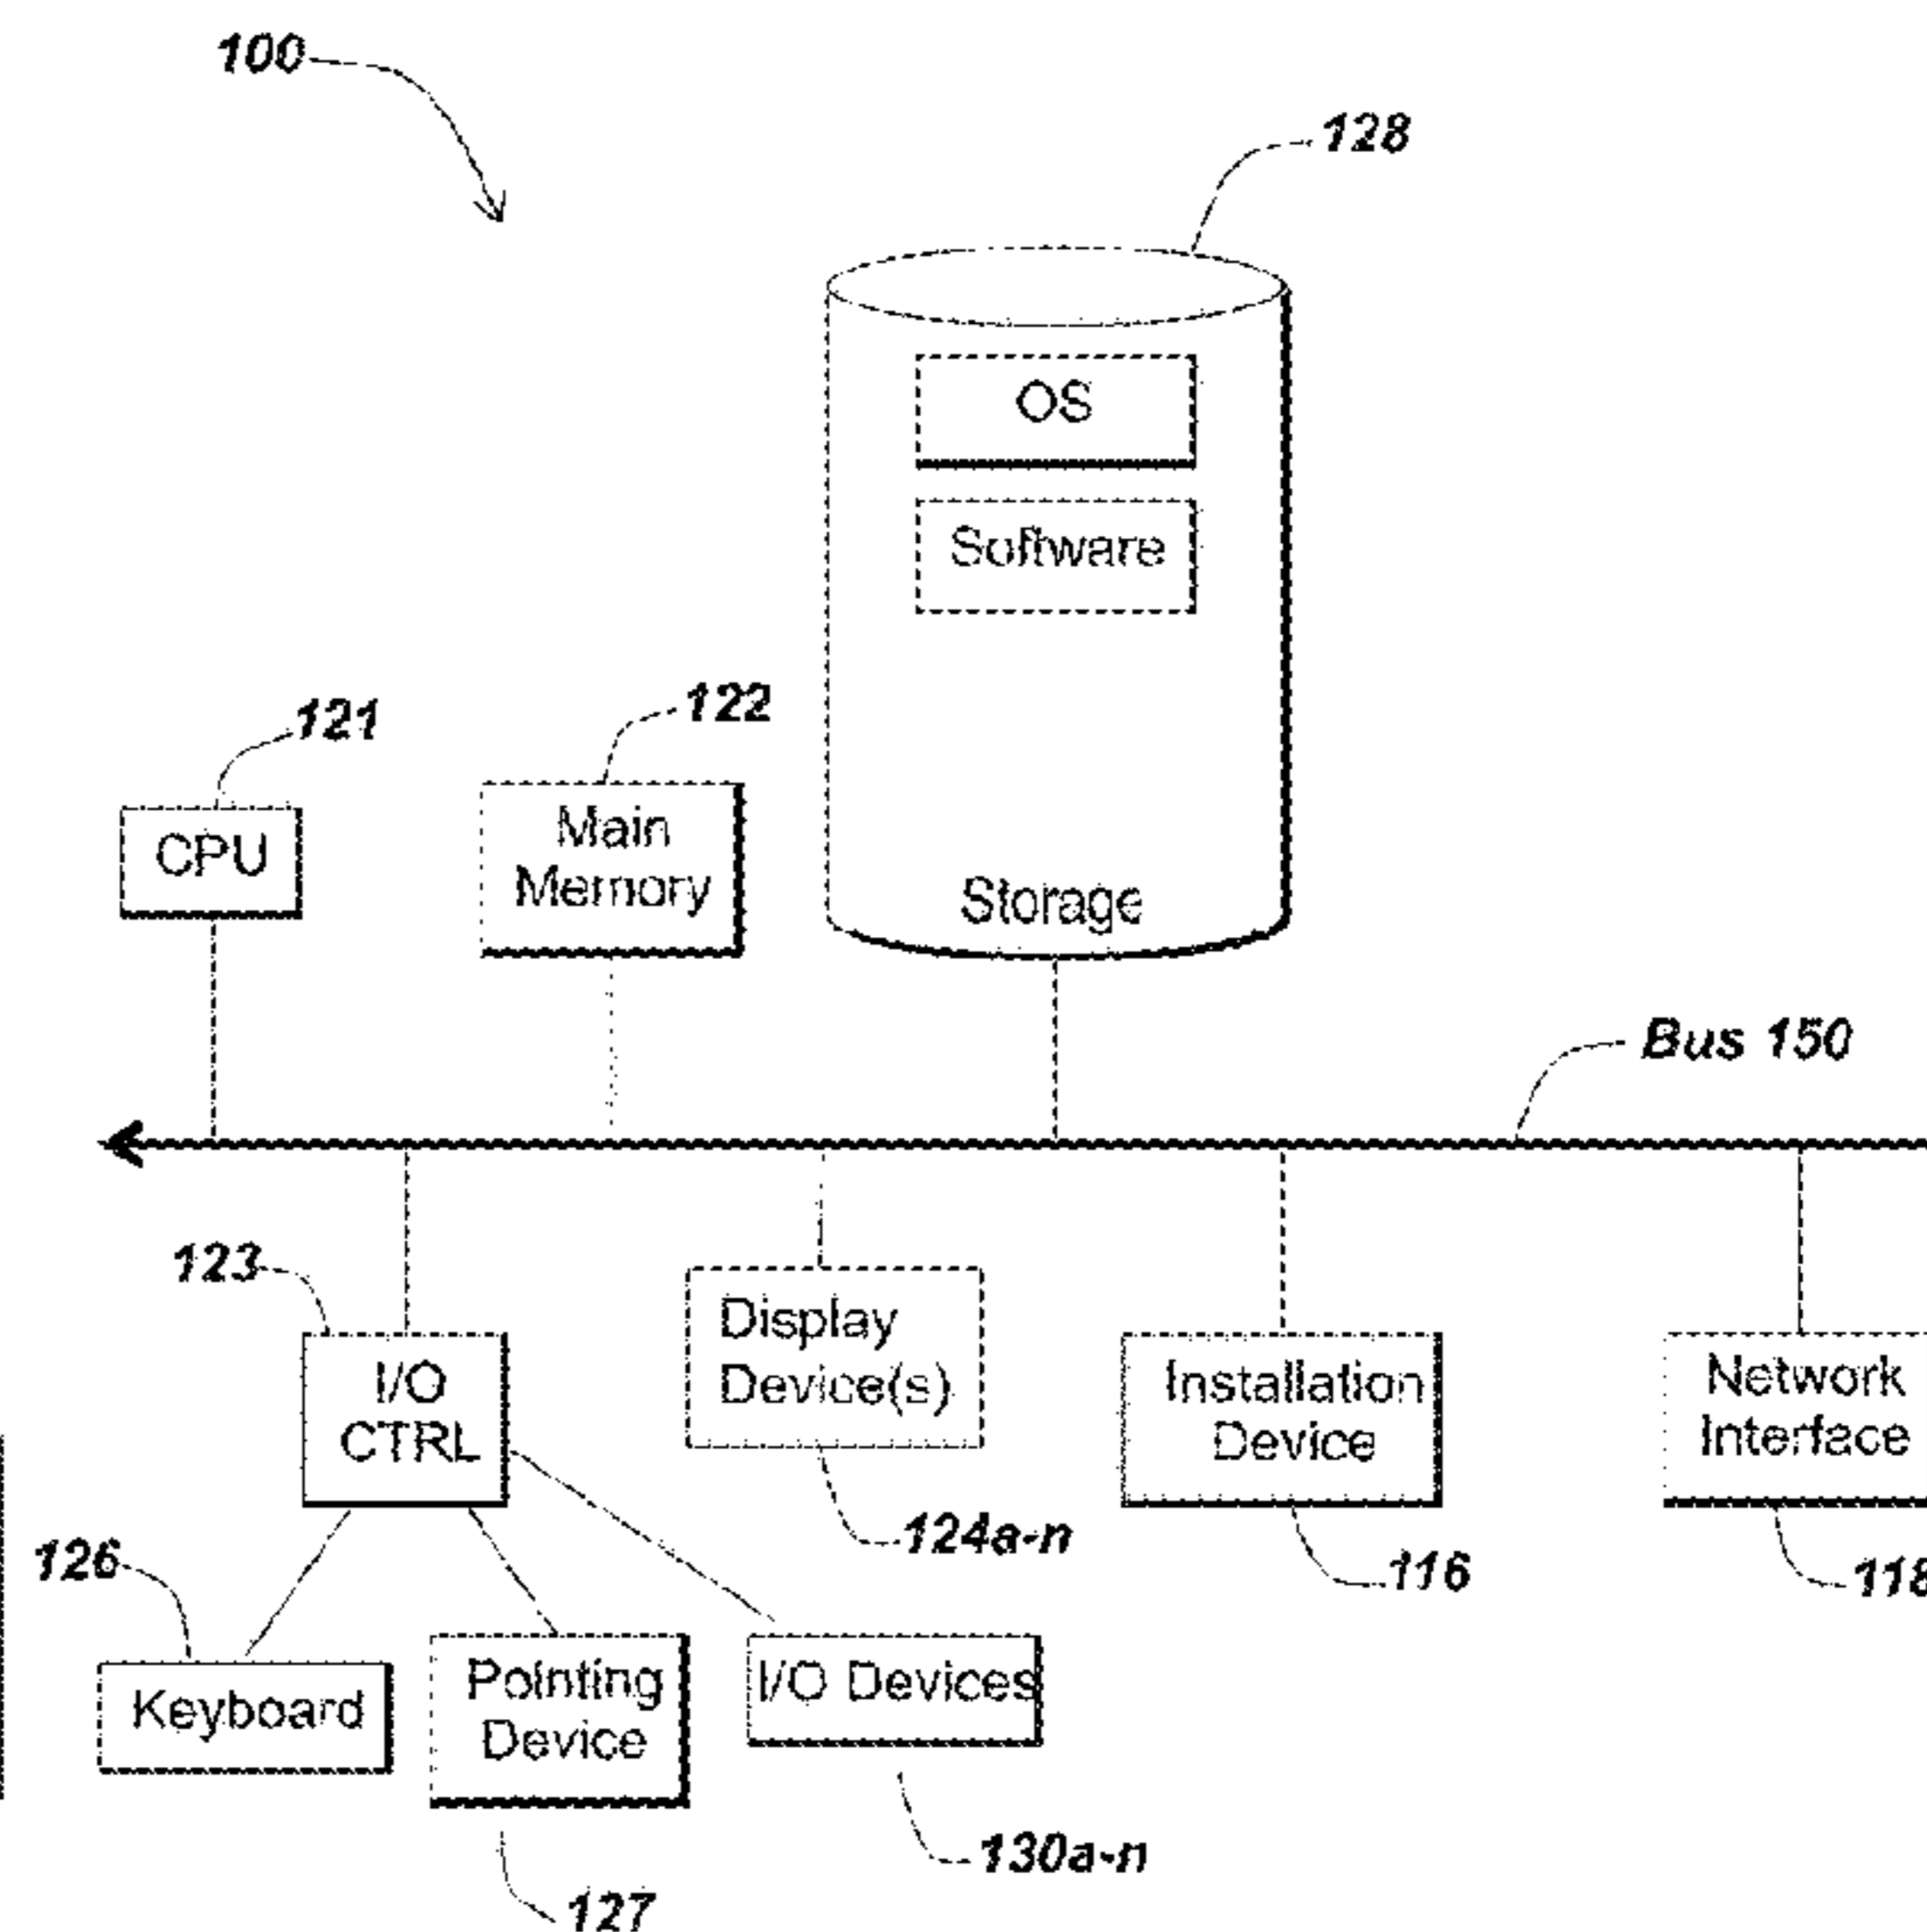 100
128
OS
Software
121
122
CPU
Main
Memory
Storage
Bus 150
123
Display
Device(s)
I/O
CTRL
Installation
Device
Network
Interface
124a-n
126
116
118
Keyboard
Pointing
Device
I/O Devices
130a-n
127